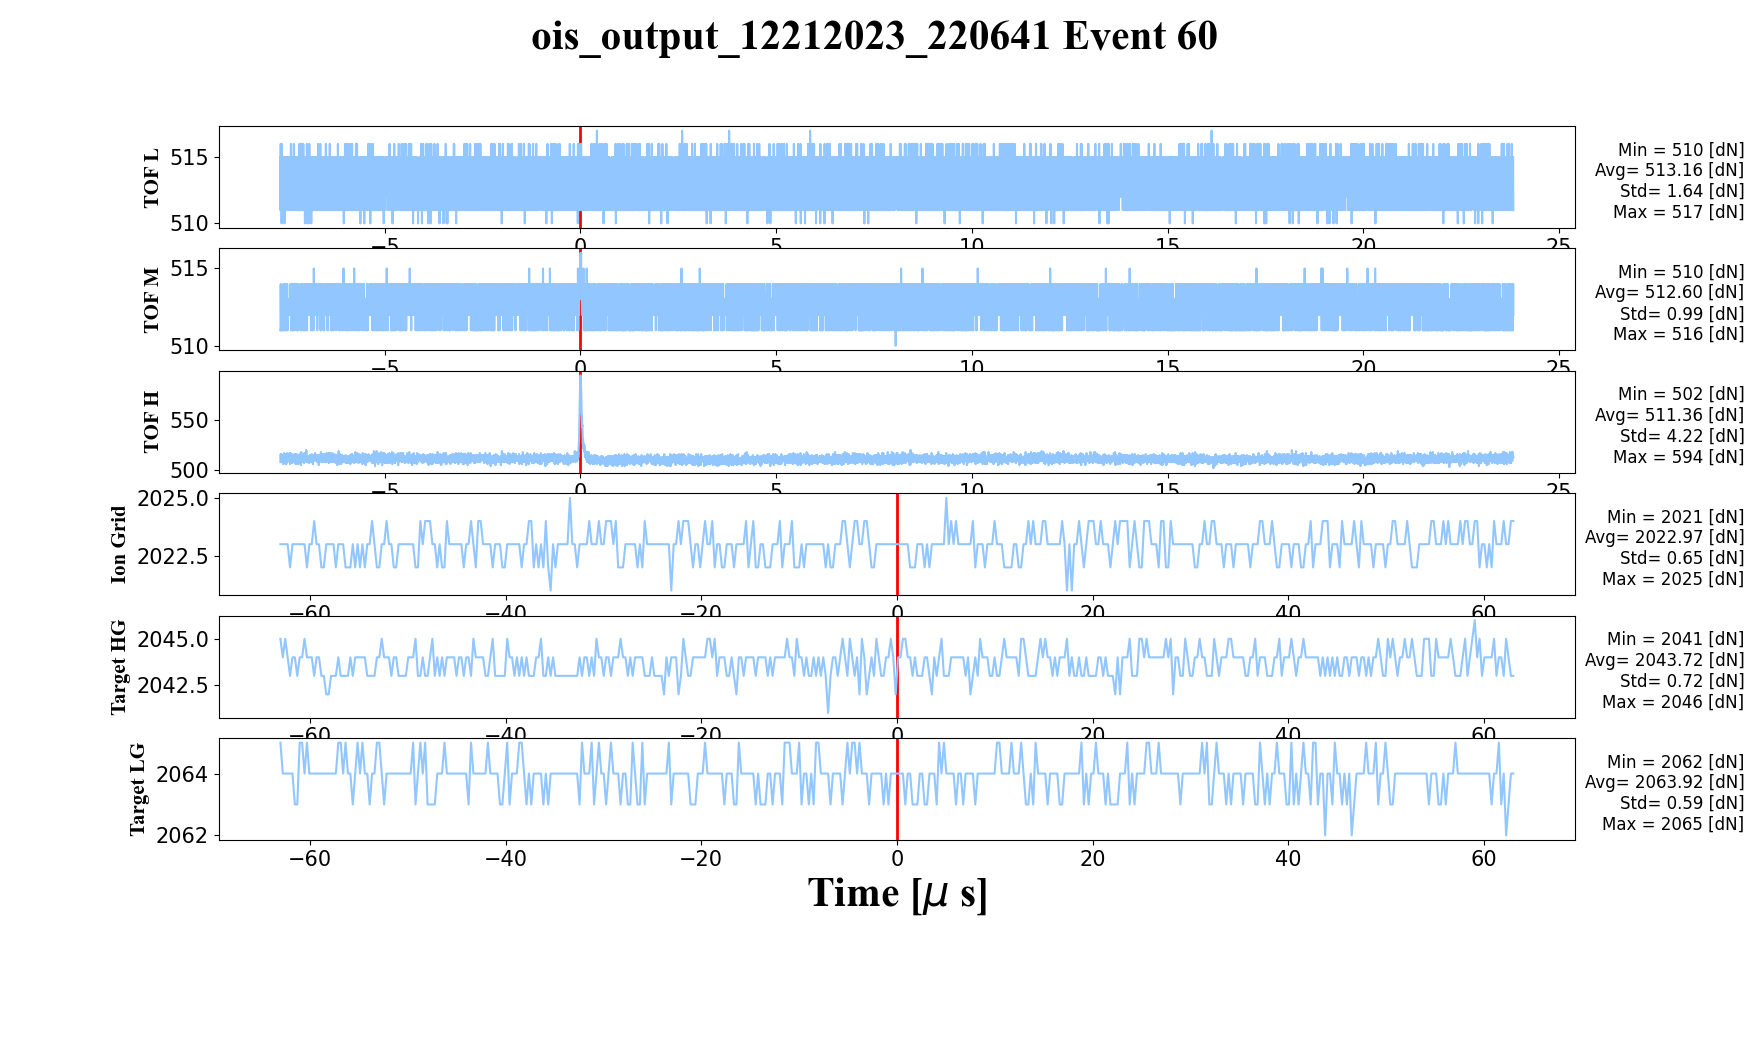 ois_output_12212023_220641 Event 60
TOF L
515
510
−5 0 5 10 15 20 25
Min = 510 [dN]
Avg= 513.16 [dN]
Std= 1.64 [dN]
Max = 517 [dN]
TOF M
515
510
−5 0 5 10 15 20 25
Min = 510 [dN]
Avg= 512.60 [dN]
Std= 0.99 [dN]
Max = 516 [dN]
TOF H
550
500
−5 0 5 10 15 20 25
Min = 502 [dN]
Avg= 511.36 [dN]
Std= 4.22 [dN]
Max = 594 [dN]
Ion Grid
2025.0
2022.5
−60 −40 −20 0 20 40 60
Min = 2021 [dN]
Avg= 2022.97 [dN]
Std= 0.65 [dN]
Max = 2025 [dN]
Target HG
2045.0
2042.5
−60 −40 −20 0 20 40 60
Min = 2041 [dN]
Avg= 2043.72 [dN]
Std= 0.72 [dN]
Max = 2046 [dN]
Target LG
2064
2062
−60 −40 −20 0 20 40 60
Min = 2062 [dN]
Avg= 2063.92 [dN]
Std= 0.59 [dN]
Max = 2065 [dN]
Time [μ s]